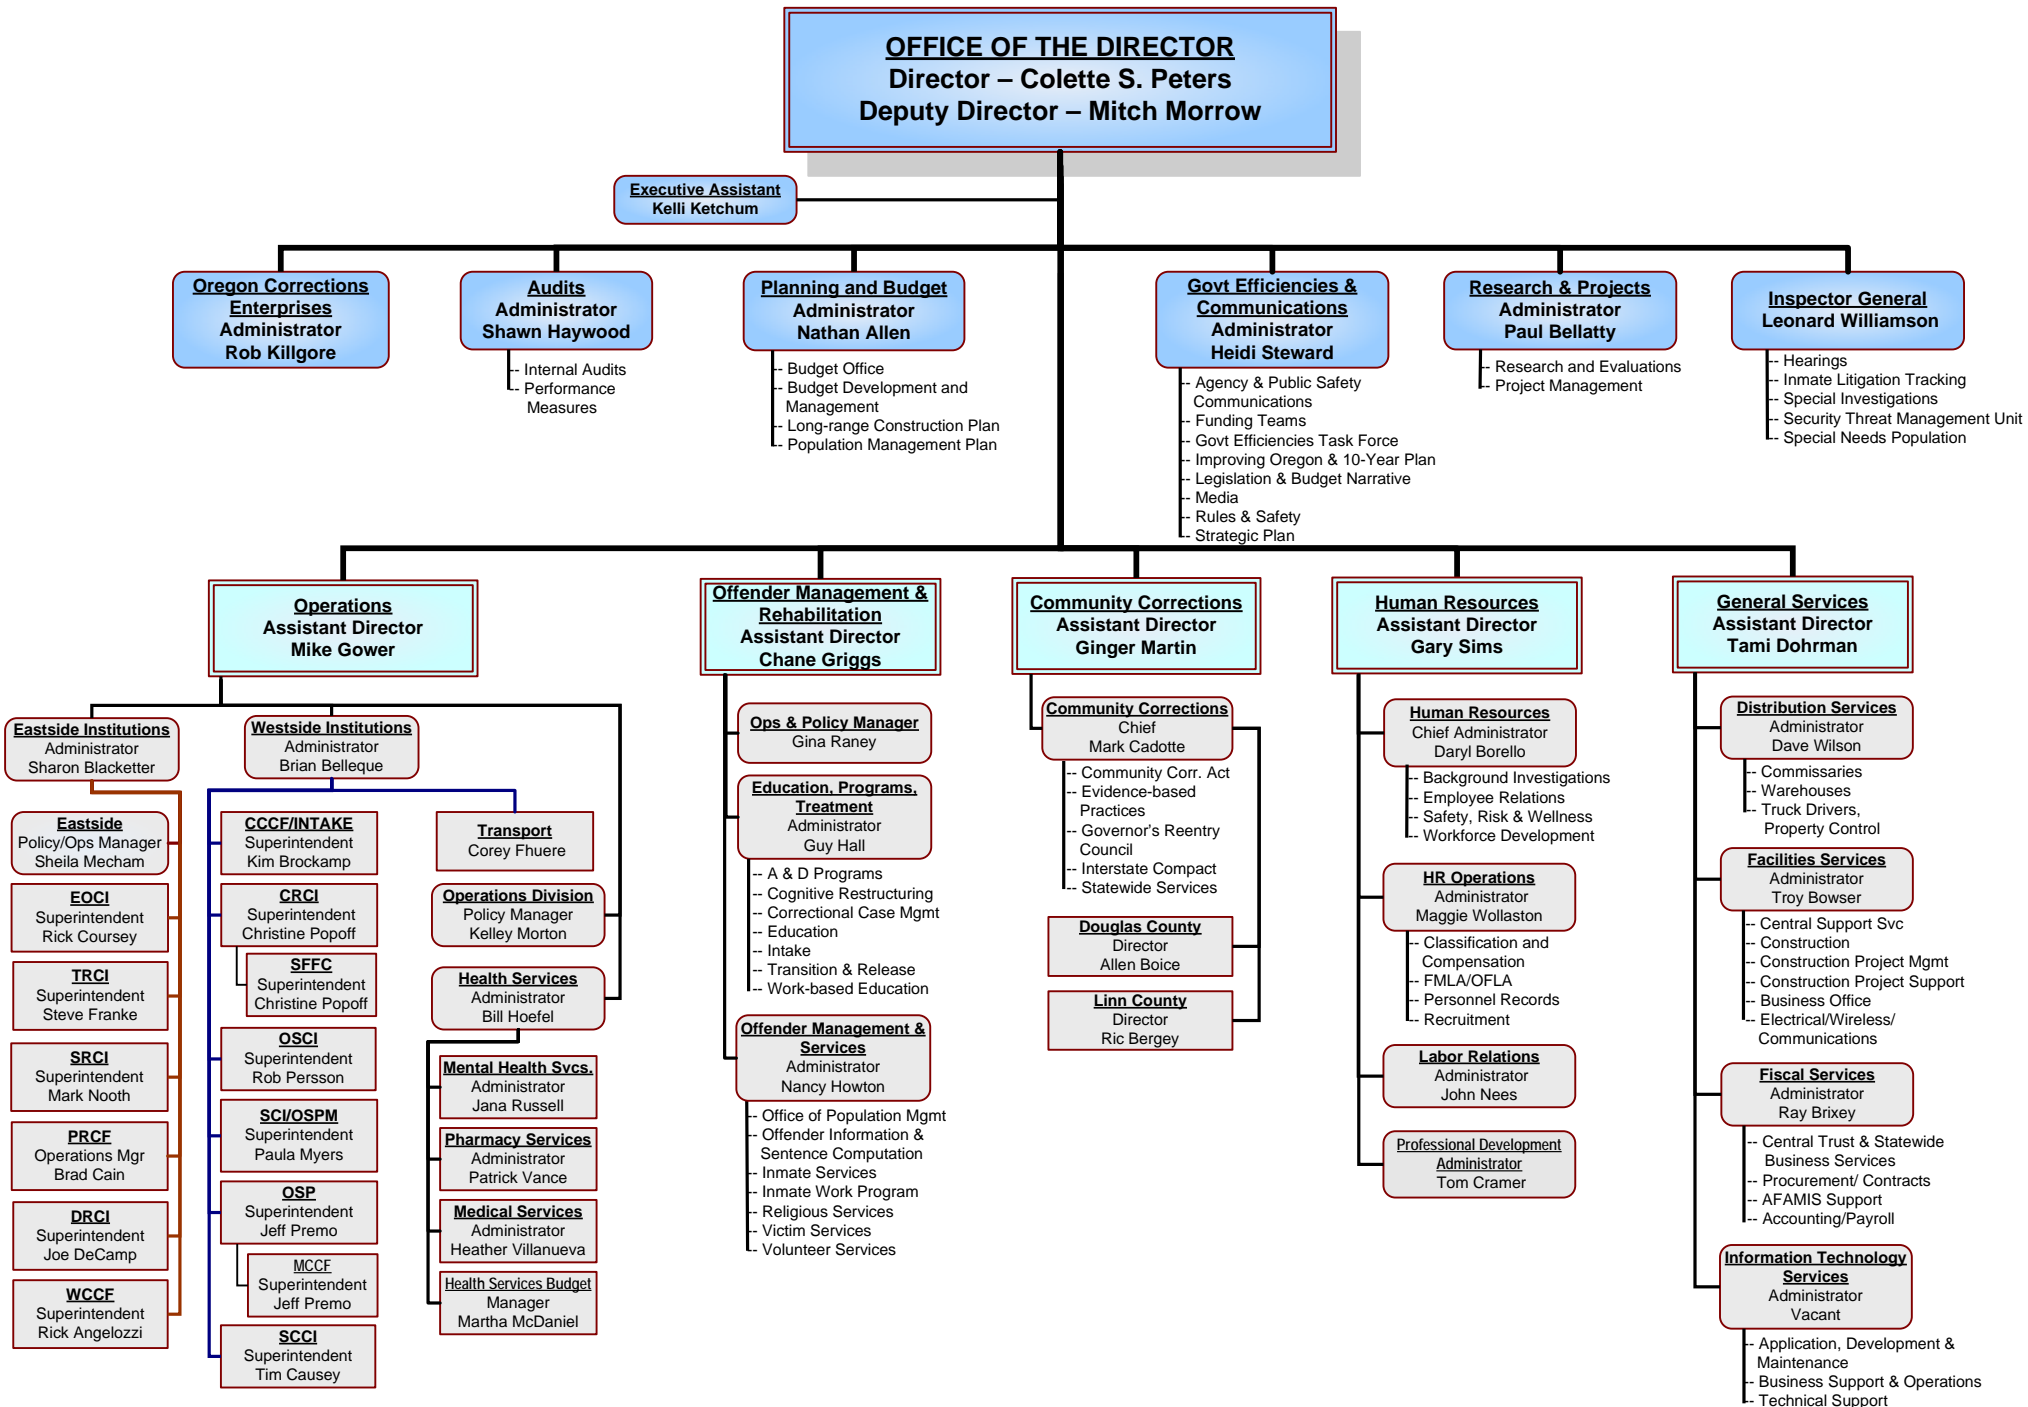 OFFICE OF THE DIRECTOR
Director – Colette S. Peters
Deputy Director – Mitch Morrow
Executive Assistant
Kelli Ketchum
Oregon Corrections
Enterprises
Administrator
Rob Killgore
Audits
Administrator
Shawn Haywood
-- Internal Audits
-- Performance
Measures
Planning and Budget
Administrator
Nathan Allen
-- Budget Office
-- Budget Development and
Management
-- Long-range Construction Plan
-- Population Management Plan
Govt Efficiencies &
Communications
Administrator
Heidi Steward
-- Agency & Public Safety
Communications
-- Funding Teams
-- Govt Efficiencies Task Force
-- Improving Oregon & 10-Year Plan
-- Legislation & Budget Narrative
-- Media
-- Rules & Safety
-- Strategic Plan
Research & Projects
Administrator
Paul Bellatty
-- Research and Evaluations
-- Project Management
Inspector General
Leonard Williamson
-- Hearings
-- Inmate Litigation Tracking
-- Special Investigations
-- Security Threat Management Unit
-- Special Needs Population
Operations
Assistant Director
Mike Gower
Eastside Institutions
Administrator
Sharon Blacketter
Eastside
Policy/Ops Manager
Sheila Mecham
EOCI
Superintendent
Rick Coursey
TRCI
Superintendent
Steve Franke
SRCI
Superintendent
Mark Nooth
PRCF
Operations Mgr
Brad Cain
DRCI
Superintendent
Joe DeCamp
WCCF
Superintendent
Rick Angelozzi
Westside Institutions
Administrator
Brian Belleque
CCCF/INTAKE
Superintendent
Kim Brockamp
CRCI
Superintendent
Christine Popoff
SFFC
Superintendent
Christine Popoff
OSCI
Superintendent
Rob Persson
SCI/OSPM
Superintendent
Paula Myers
OSP
Superintendent
Jeff Premo
MCCF
Superintendent
Jeff Premo
SCCI
Superintendent
Tim Causey
Transport
Corey Fhuere
Operations Division
Policy Manager
Kelley Morton
Health Services
Administrator
Bill Hoefel
Mental Health Svcs.
Administrator
Jana Russell
Pharmacy Services
Administrator
Patrick Vance
Medical Services
Administrator
Heather Villanueva
Health Services Budget
Manager
Martha McDaniel
Offender Management &
Rehabilitation
Assistant Director
Chane Griggs
Ops & Policy Manager
Gina Raney
Education, Programs,
Treatment
Administrator
Guy Hall
-- A & D Programs
-- Cognitive Restructuring
-- Correctional Case Mgmt
-- Education
-- Intake
-- Transition & Release
-- Work-based Education
Offender Management &
Services
Administrator
Nancy Howton
-- Office of Population Mgmt
-- Offender Information &
Sentence Computation
-- Inmate Services
-- Inmate Work Program
-- Religious Services
-- Victim Services
-- Volunteer Services
Community Corrections
Assistant Director
Ginger Martin
Community Corrections
Chief
Mark Cadotte
-- Community Corr. Act
-- Evidence-based
Practices
-- Governor's Reentry
Council
-- Interstate Compact
-- Statewide Services
Douglas County
Director
Allen Boice
Linn County
Director
Ric Bergey
Human Resources
Assistant Director
Gary Sims
Human Resources
Chief Administrator
Daryl Borello
-- Background Investigations
-- Employee Relations
-- Safety, Risk & Wellness
-- Workforce Development
HR Operations
Administrator
Maggie Wollaston
-- Classification and
Compensation
-- FMLA/OFLA
-- Personnel Records
-- Recruitment
Labor Relations
Administrator
John Nees
Professional Development
Administrator
Tom Cramer
General Services
Assistant Director
Tami Dohrman
Distribution Services
Administrator
Dave Wilson
-- Commissaries
-- Warehouses
-- Truck Drivers,
Property Control
Facilities Services
Administrator
Troy Bowser
-- Central Support Svc
-- Construction
-- Construction Project Mgmt
-- Construction Project Support
-- Business Office
-- Electrical/Wireless/
Communications
Fiscal Services
Administrator
Ray Brixey
-- Central Trust & Statewide
Business Services
-- Procurement/ Contracts
-- AFAMIS Support
-- Accounting/Payroll
Information Technology
Services
Administrator
Vacant
-- Application, Development &
Maintenance
-- Business Support & Operations
-- Technical Support